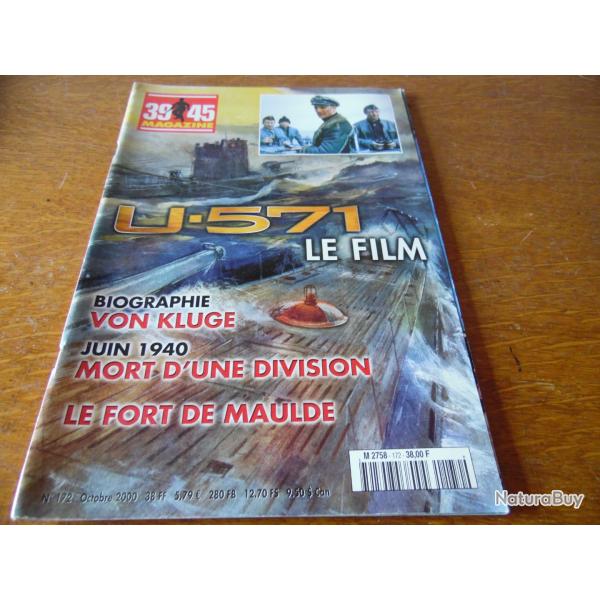 39 45
MAGAZINE
U-571
LE FILM
BIOGRAPHIE
VON KLUGE
JUIN 1940
MORT D'UNE DIVISION
LE FORT DE MAULDE
M 2758 - 172 - 38,00 F
N° 172 Octobre 2000 38 FF 5,79 € 280 FB 12.70 FS 9,50 $ Can
NaturaBuy